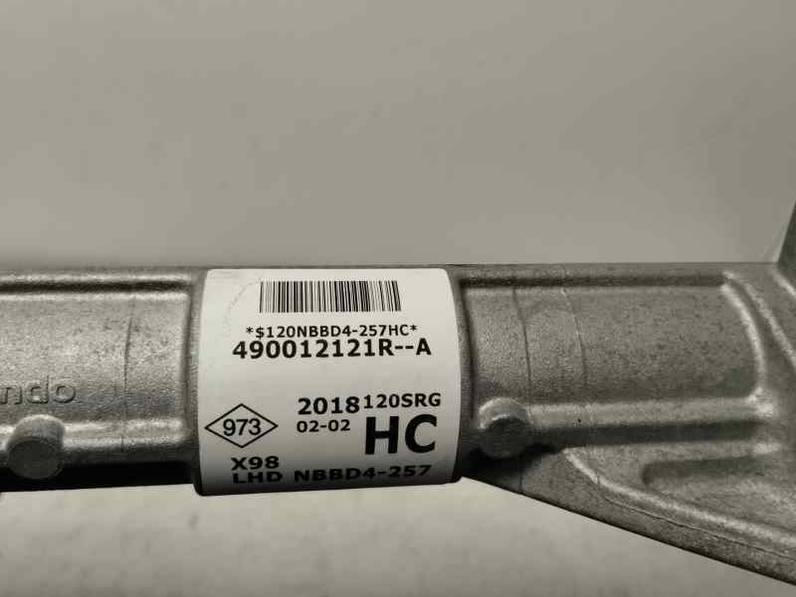 *$120NBBD4-257HC*
490012121R--A
2018 120SRG
973 02-02 HC
X98
LHD NBBD4-257
ndo